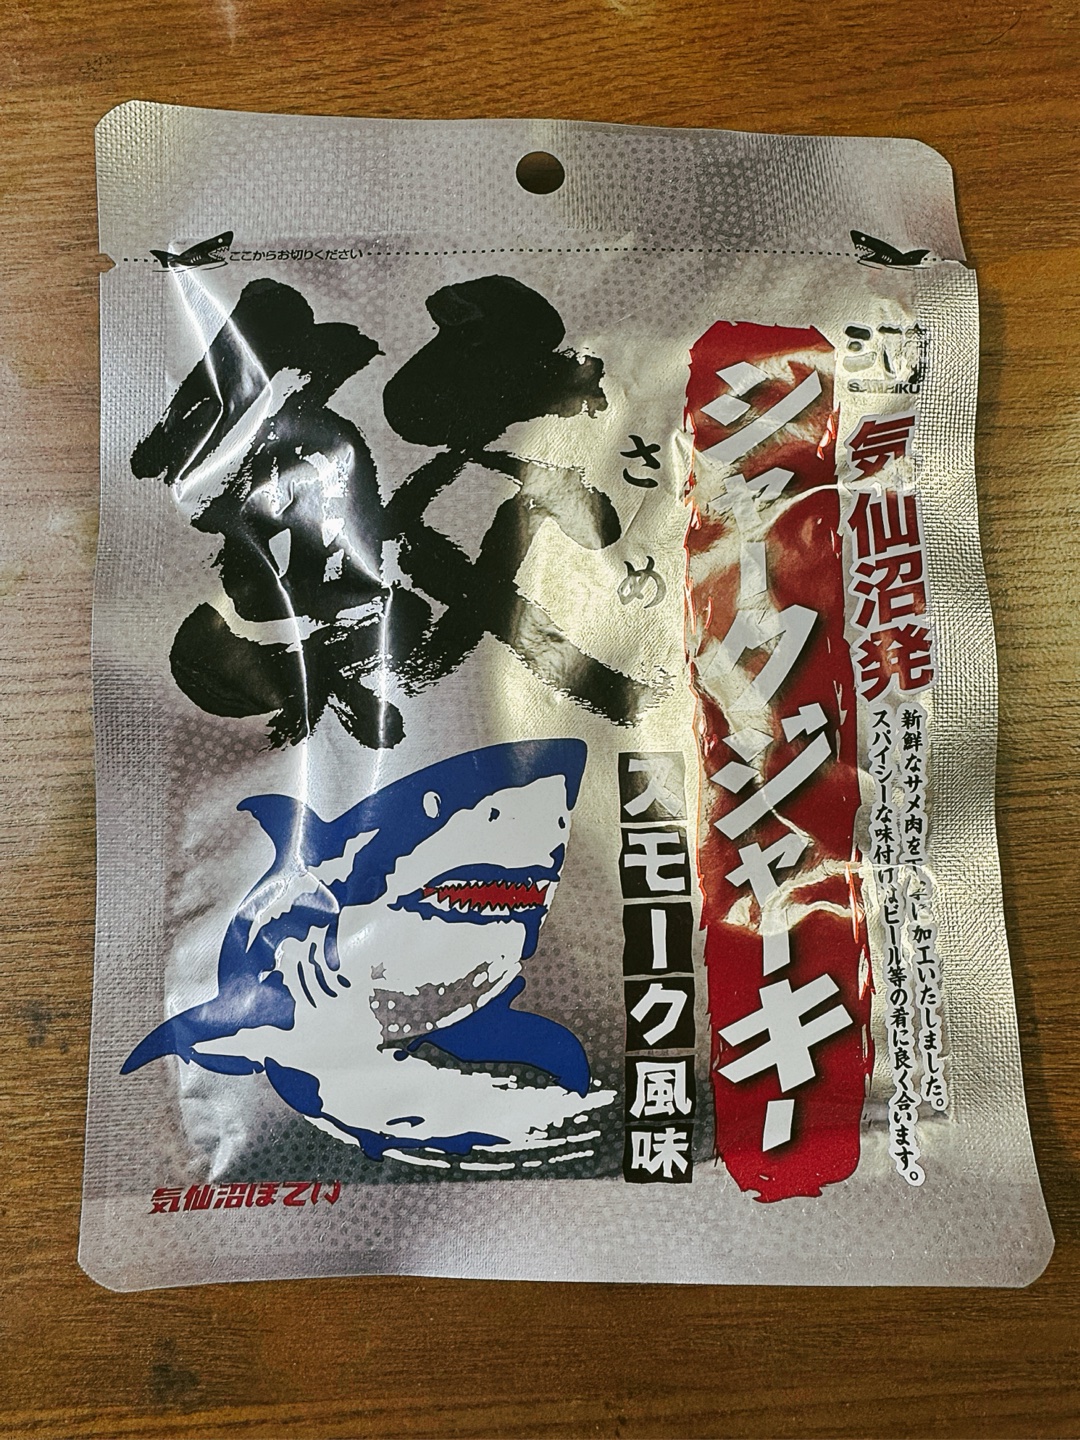 ここからお切りください
SANRIKU
気仙沼発
新鮮なサメ肉を丁寧に加工いたしました。
スパイシーな味付けはビール等の肴に良く合います。
シャークジャーキー
さめ
鮫
スモーク風味
気仙沼ほてい